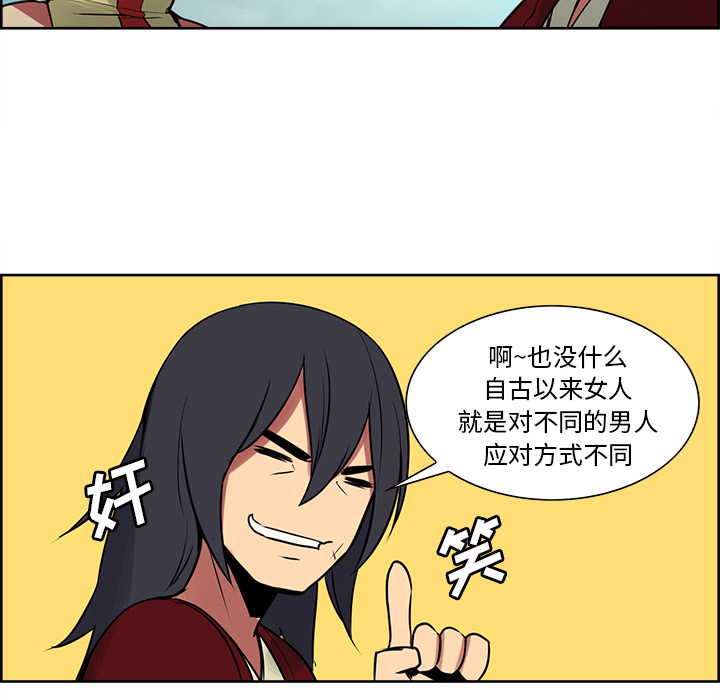 啊~也没什么
自古以来女人
就是对不同的男人
应对方式不同
奸
笑